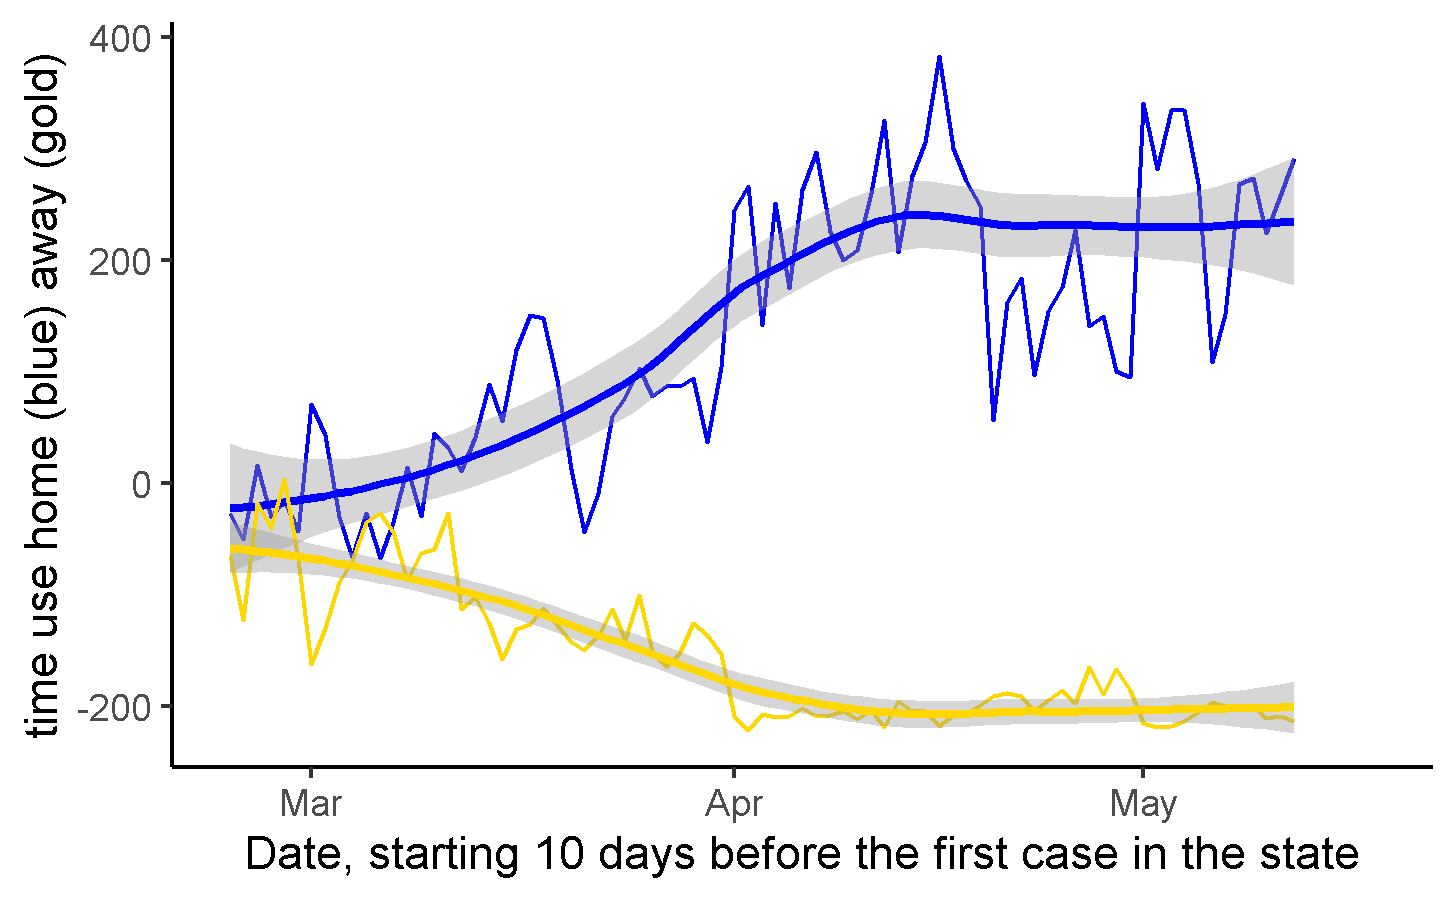 time use home (blue) away (gold)
400
200
0
-200
Mar Apr May
Date, starting 10 days before the first case in the state